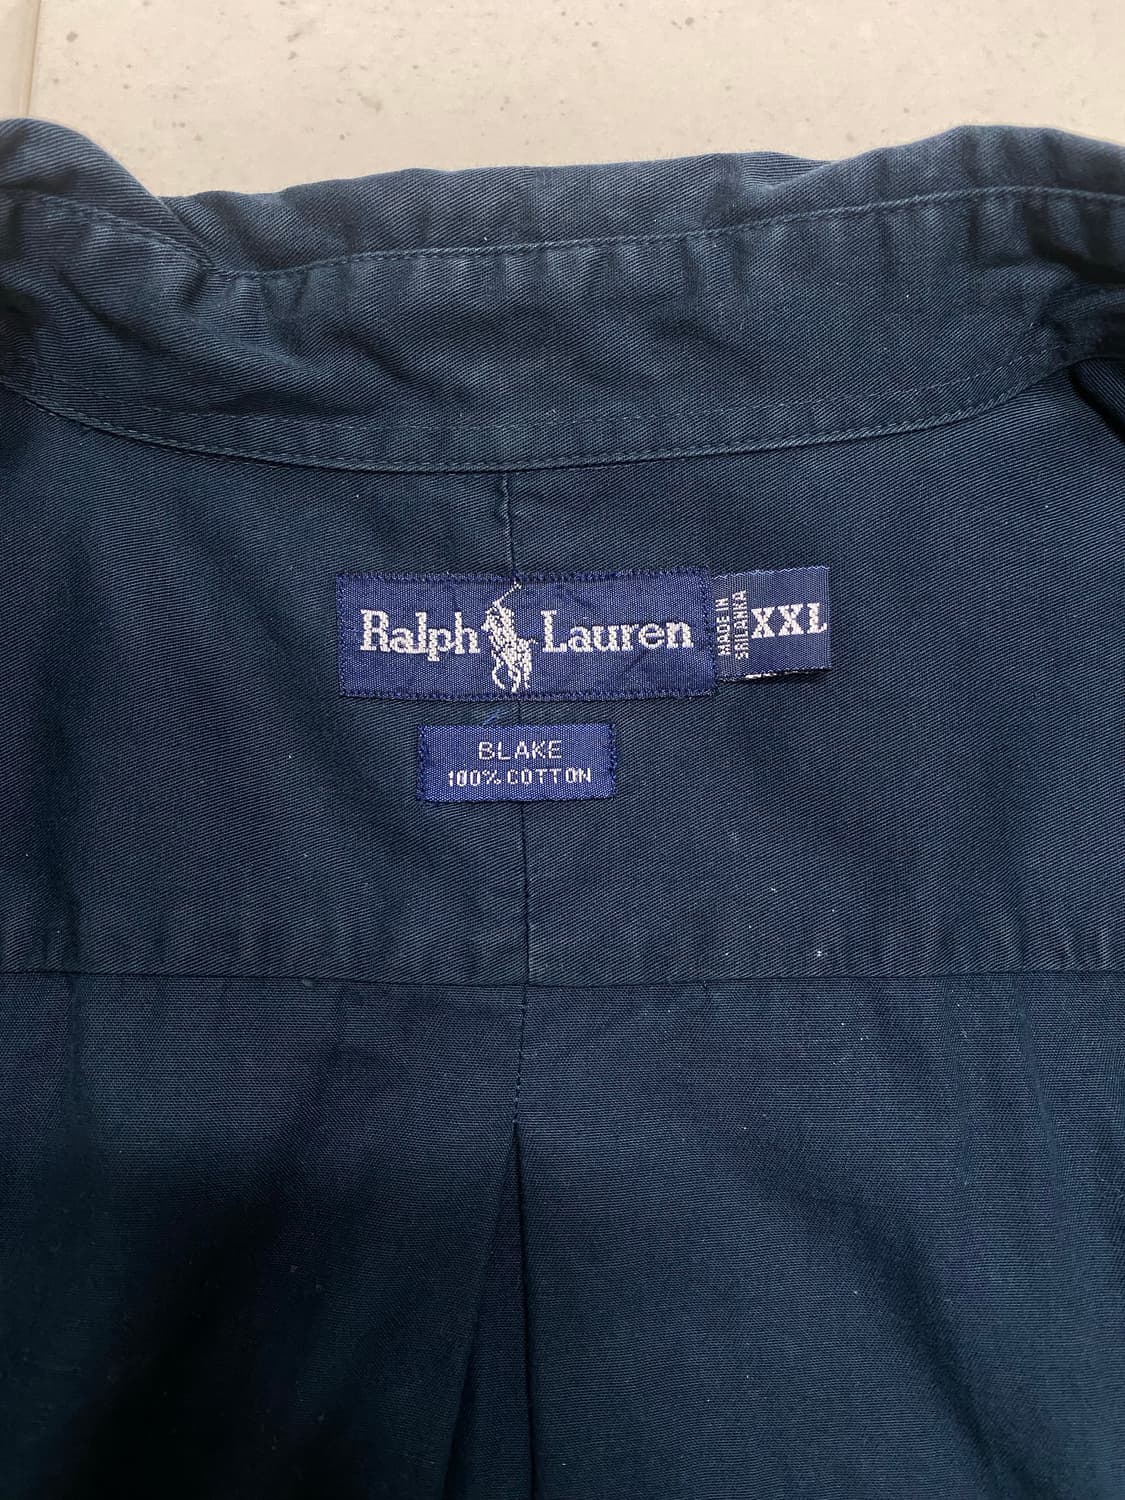 Ralph Lauren
MADE IN
SRI LANKA
XXL
BLAKE
100% COTTON